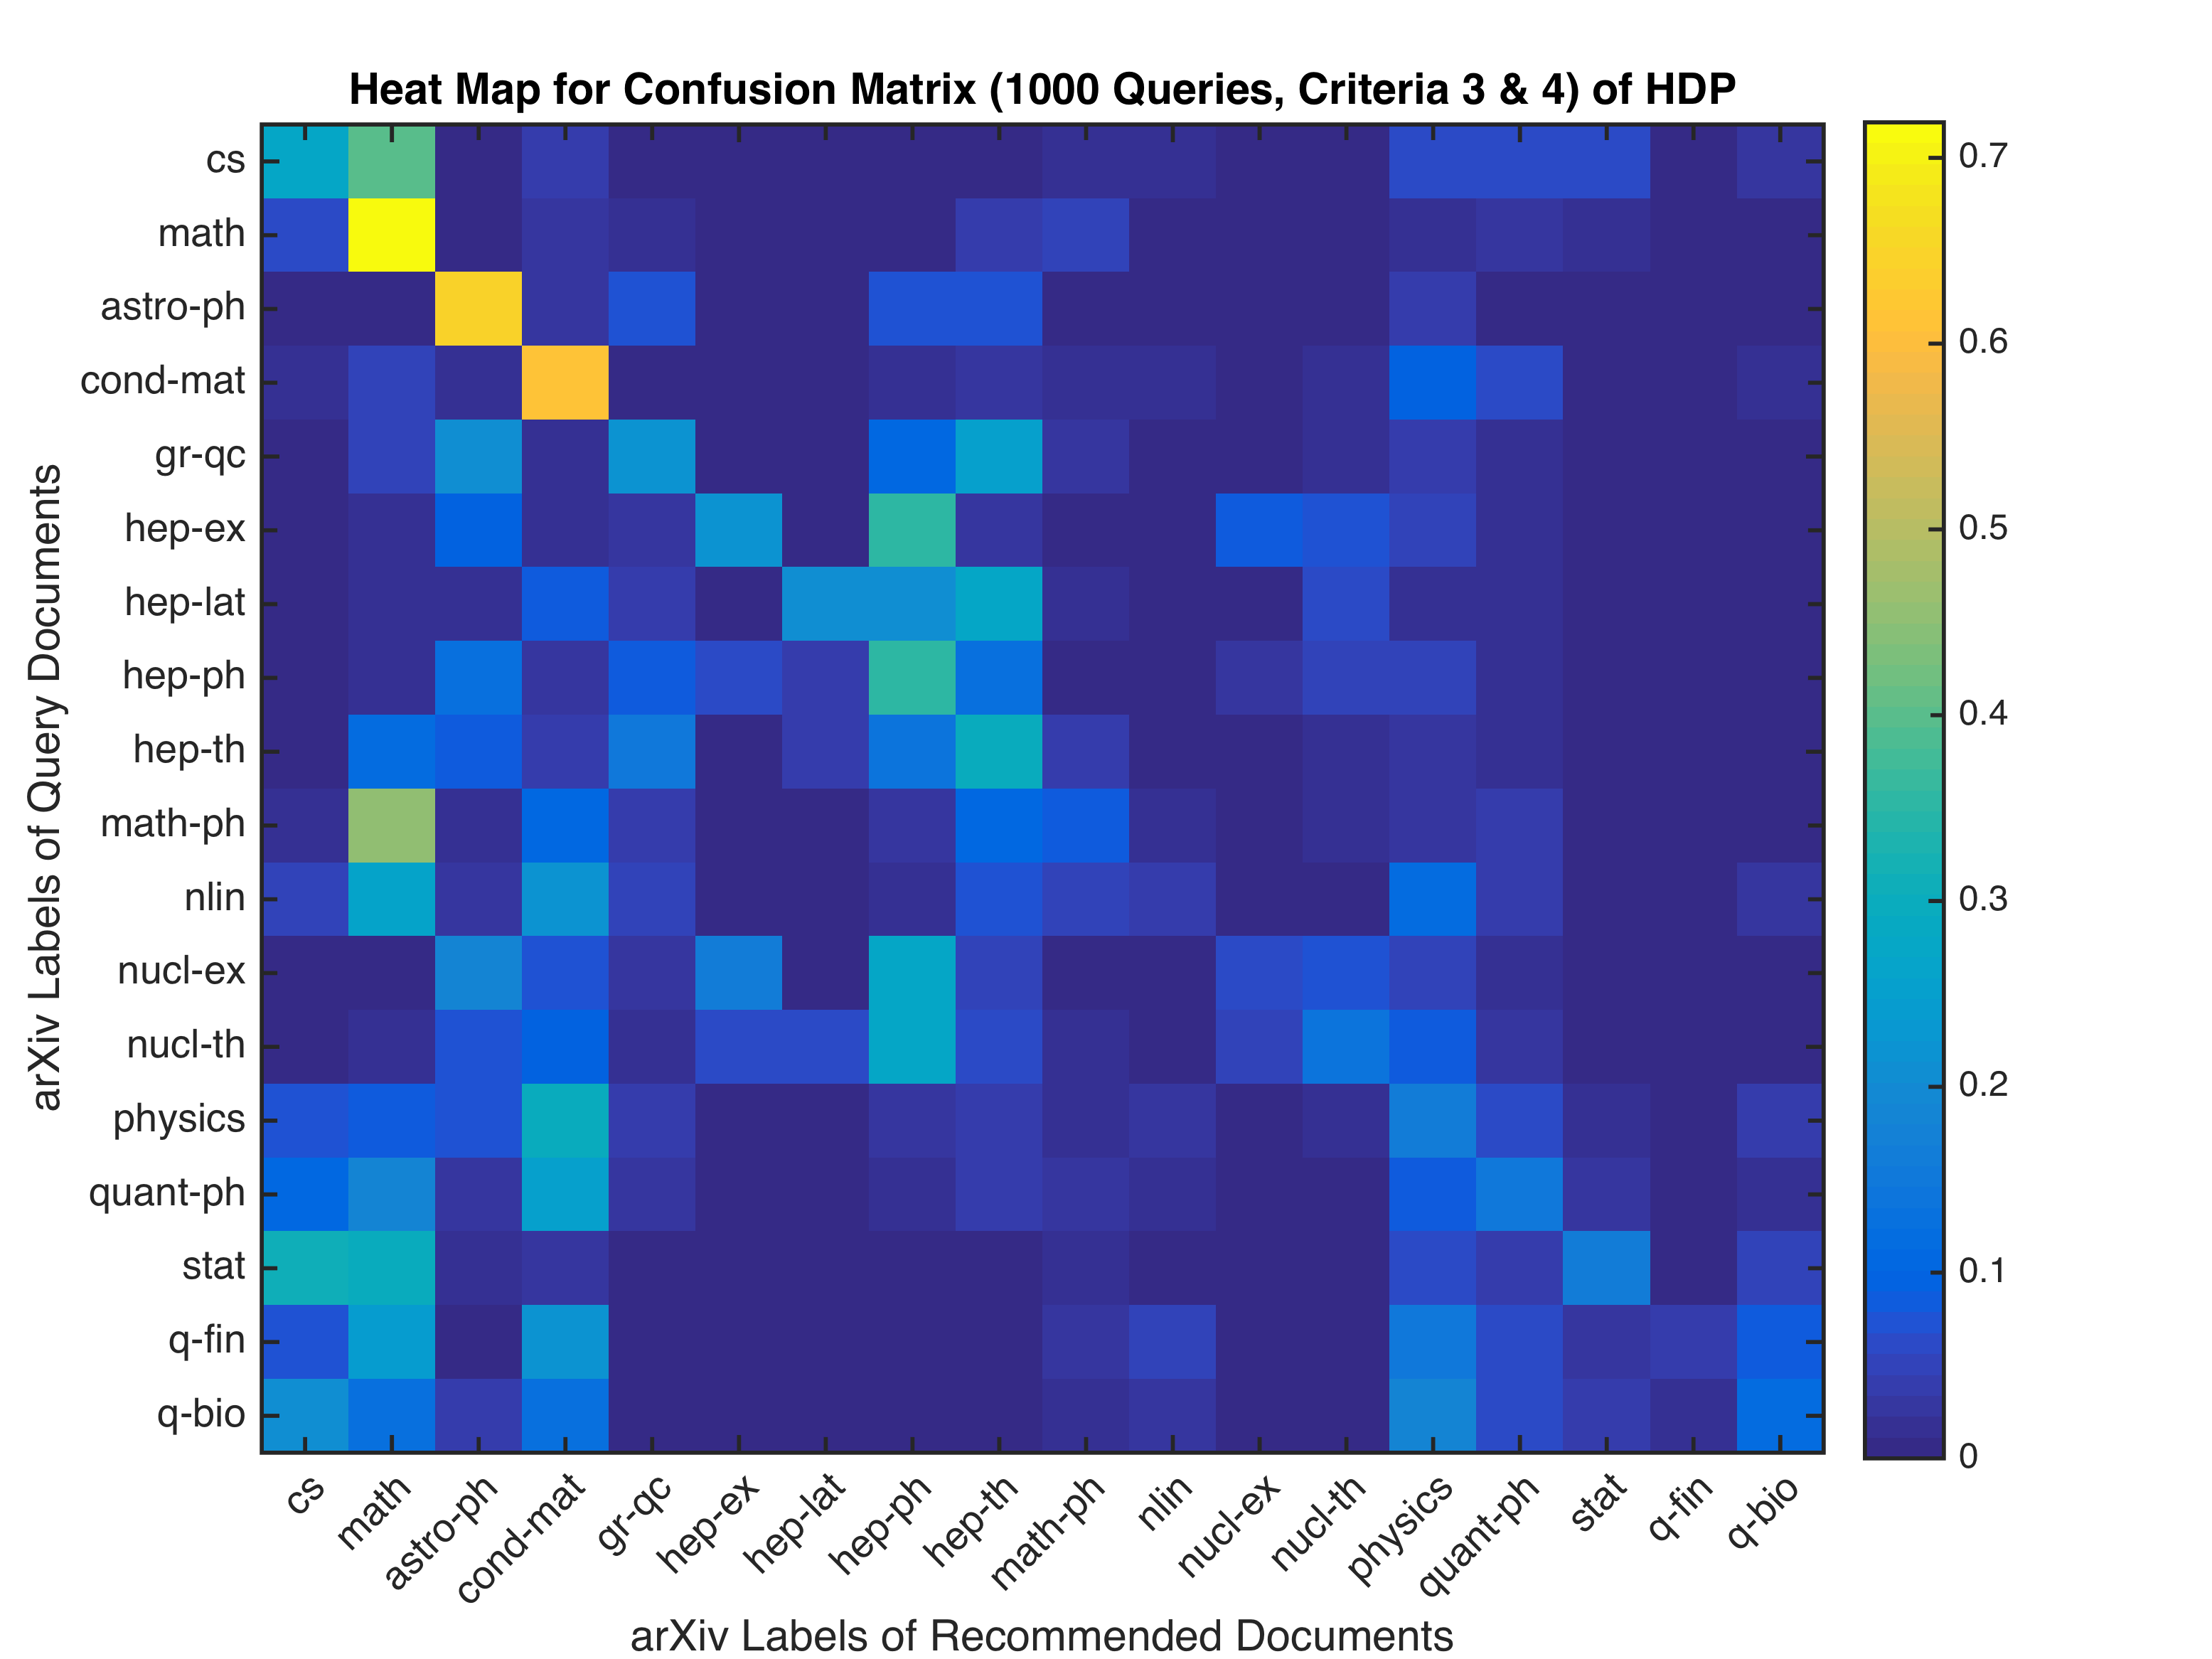 Heat Map for Confusion Matrix (1000 Queries, Criteria 3 & 4) of HDP
arXiv Labels of Query Documents
cs
math
astro-ph
cond-mat
gr-qc
hep-ex
hep-lat
hep-ph
hep-th
math-ph
nlin
nucl-ex
nucl-th
physics
quant-ph
stat
q-fin
q-bio
0.7
0.6
0.5
0.4
0.3
0.2
0.1
0
cs
math
astro-ph
cond-mat
gr-qc
hep-ex
hep-lat
hep-ph
hep-th
math-ph
nlin
nucl-ex
nucl-th
physics
quant-ph
stat
q-fin
q-bio
arXiv Labels of Recommended Documents